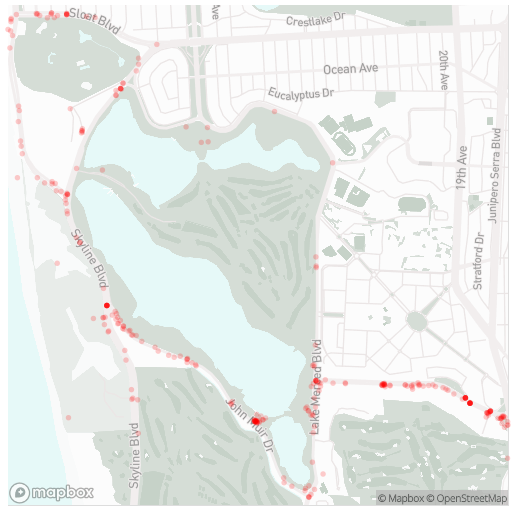 Sloat Blvd
Crestlake Dr
Ave
Ocean Ave
20th Ave
Eucalyptus Dr
19th Ave
Junipero Serra Blvd
Skyline Blvd
Stratford Dr
Lake Merced Blvd
John Muir Dr
Skyline Blvd
mapbox
© Mapbox © OpenStreetMap